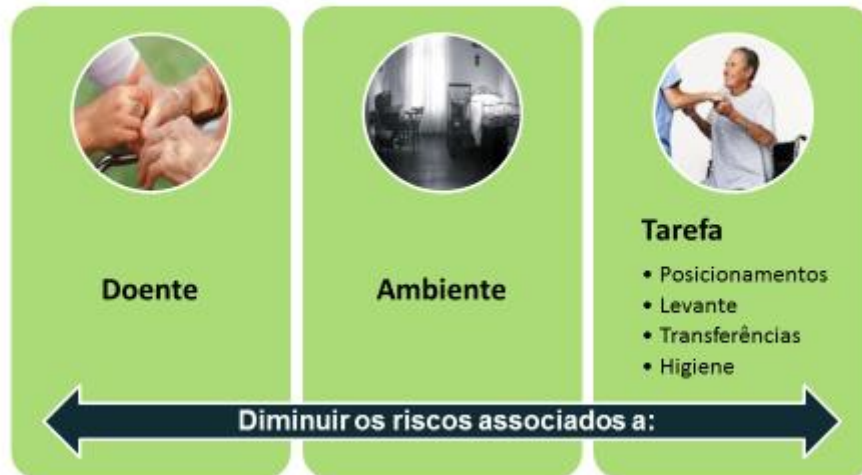 Doente
Ambiente
Tarefa
• Posicionamentos
• Levante
• Transferências
• Higiene
Diminuir os riscos associados a: